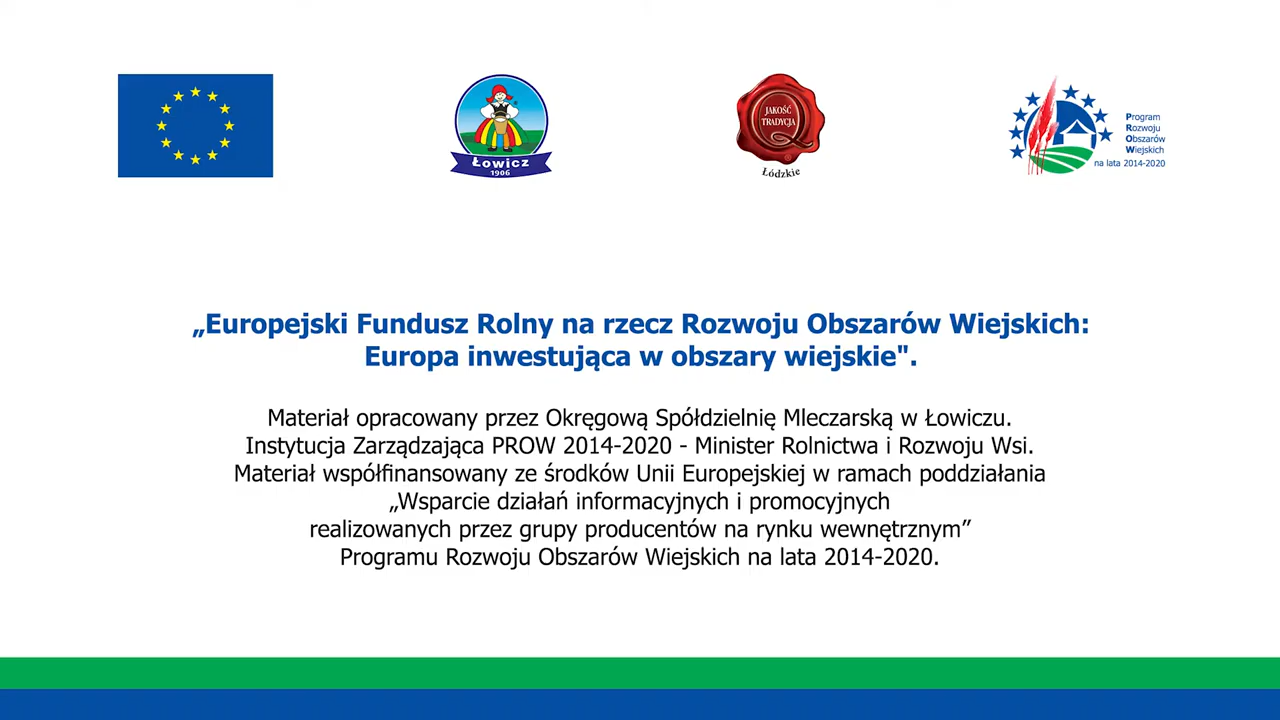 Łowicz
1906
JAKOŚĆ
TRADYCJA
Łódzkie
Program
Rozwoju
Obszarów
Wiejskich
na lata 2014-2020
„Europejski Fundusz Rolny na rzecz Rozwoju Obszarów Wiejskich:
Europa inwestująca w obszary wiejskie".
Materiał opracowany przez Okręgową Spółdzielnię Mleczarską w Łowiczu.
Instytucja Zarządzająca PROW 2014-2020 - Minister Rolnictwa i Rozwoju Wsi.
Materiał współfinansowany ze środków Unii Europejskiej w ramach poddziałania
„Wsparcie działań informacyjnych i promocyjnych
realizowanych przez grupy producentów na rynku wewnętrznym”
Programu Rozwoju Obszarów Wiejskich na lata 2014-2020.